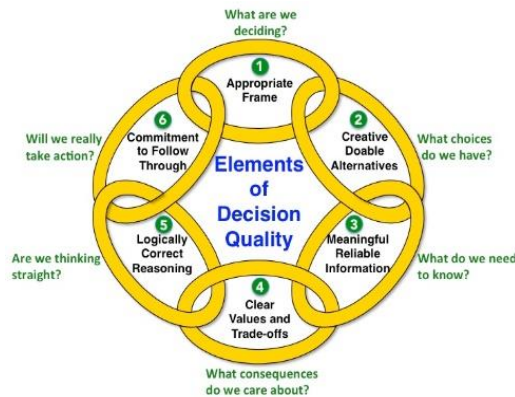 What are we
deciding?
1
Appropriate
Frame
6
Commitment
to Follow
Through
2
Creative
Doable
Alternatives
Will we really
take action?
What choices
do we have?
Elements
of
Decision
Quality
5
Logically
Correct
Reasoning
3
Meaningful
Reliable
Information
Are we thinking
straight?
What do we need
to know?
4
Clear
Values and
Trade-offs
What consequences
do we care about?